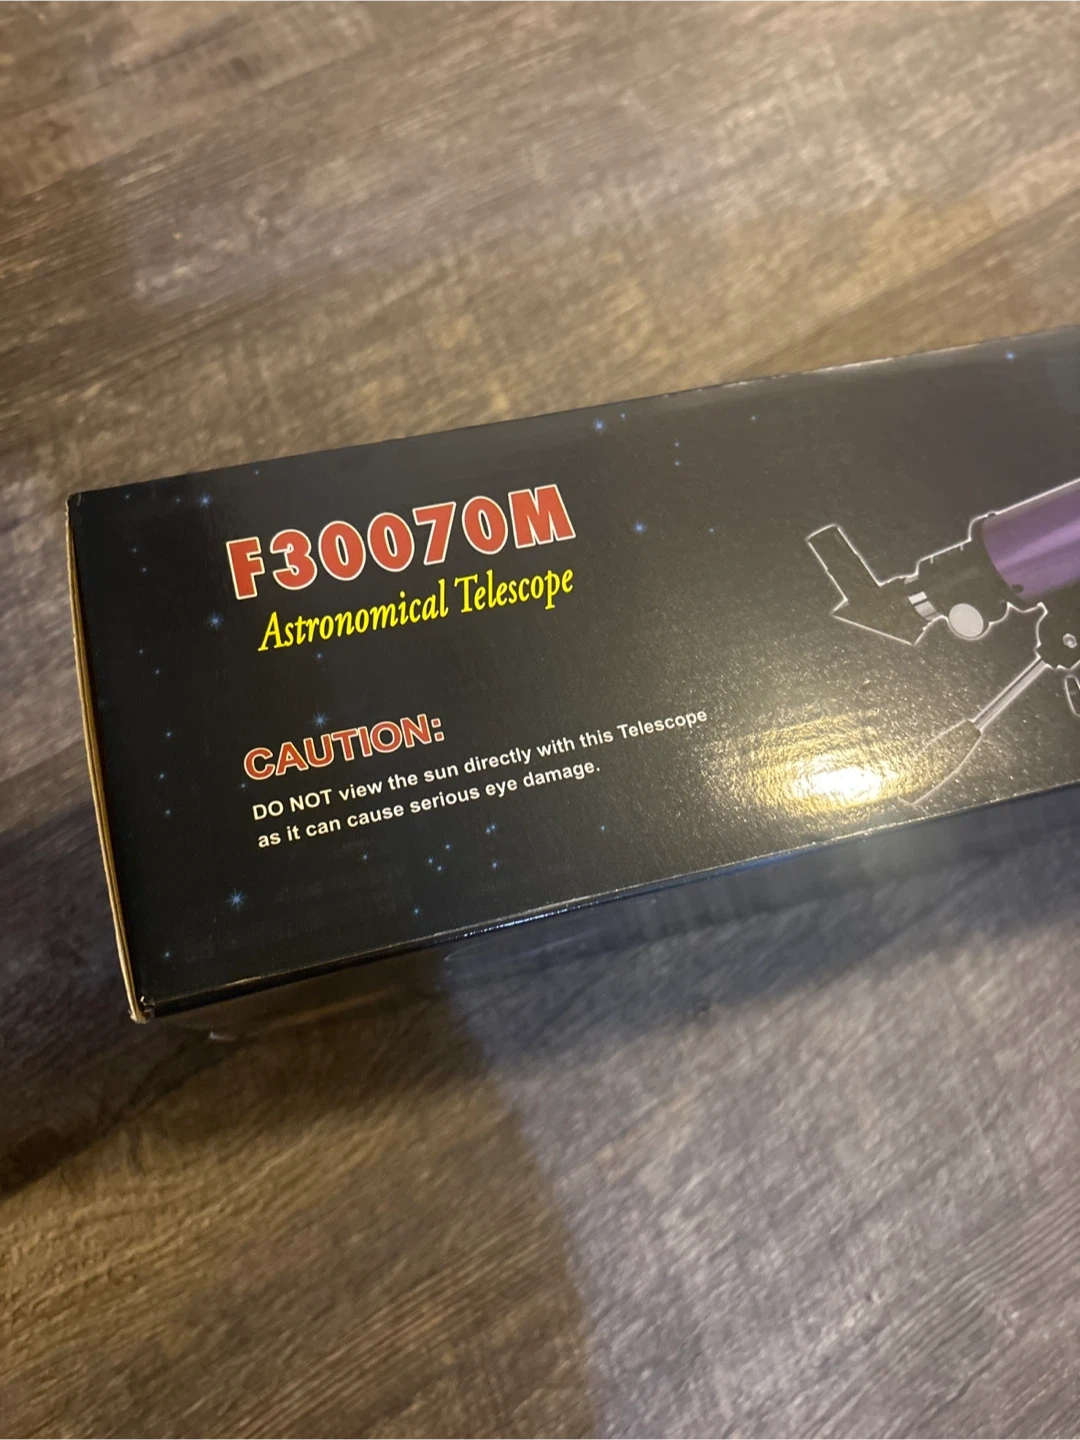 F30070M
Astronomical Telescope
CAUTION:
DO NOT view the sun directly with this Telescope
as it can cause serious eye damage.